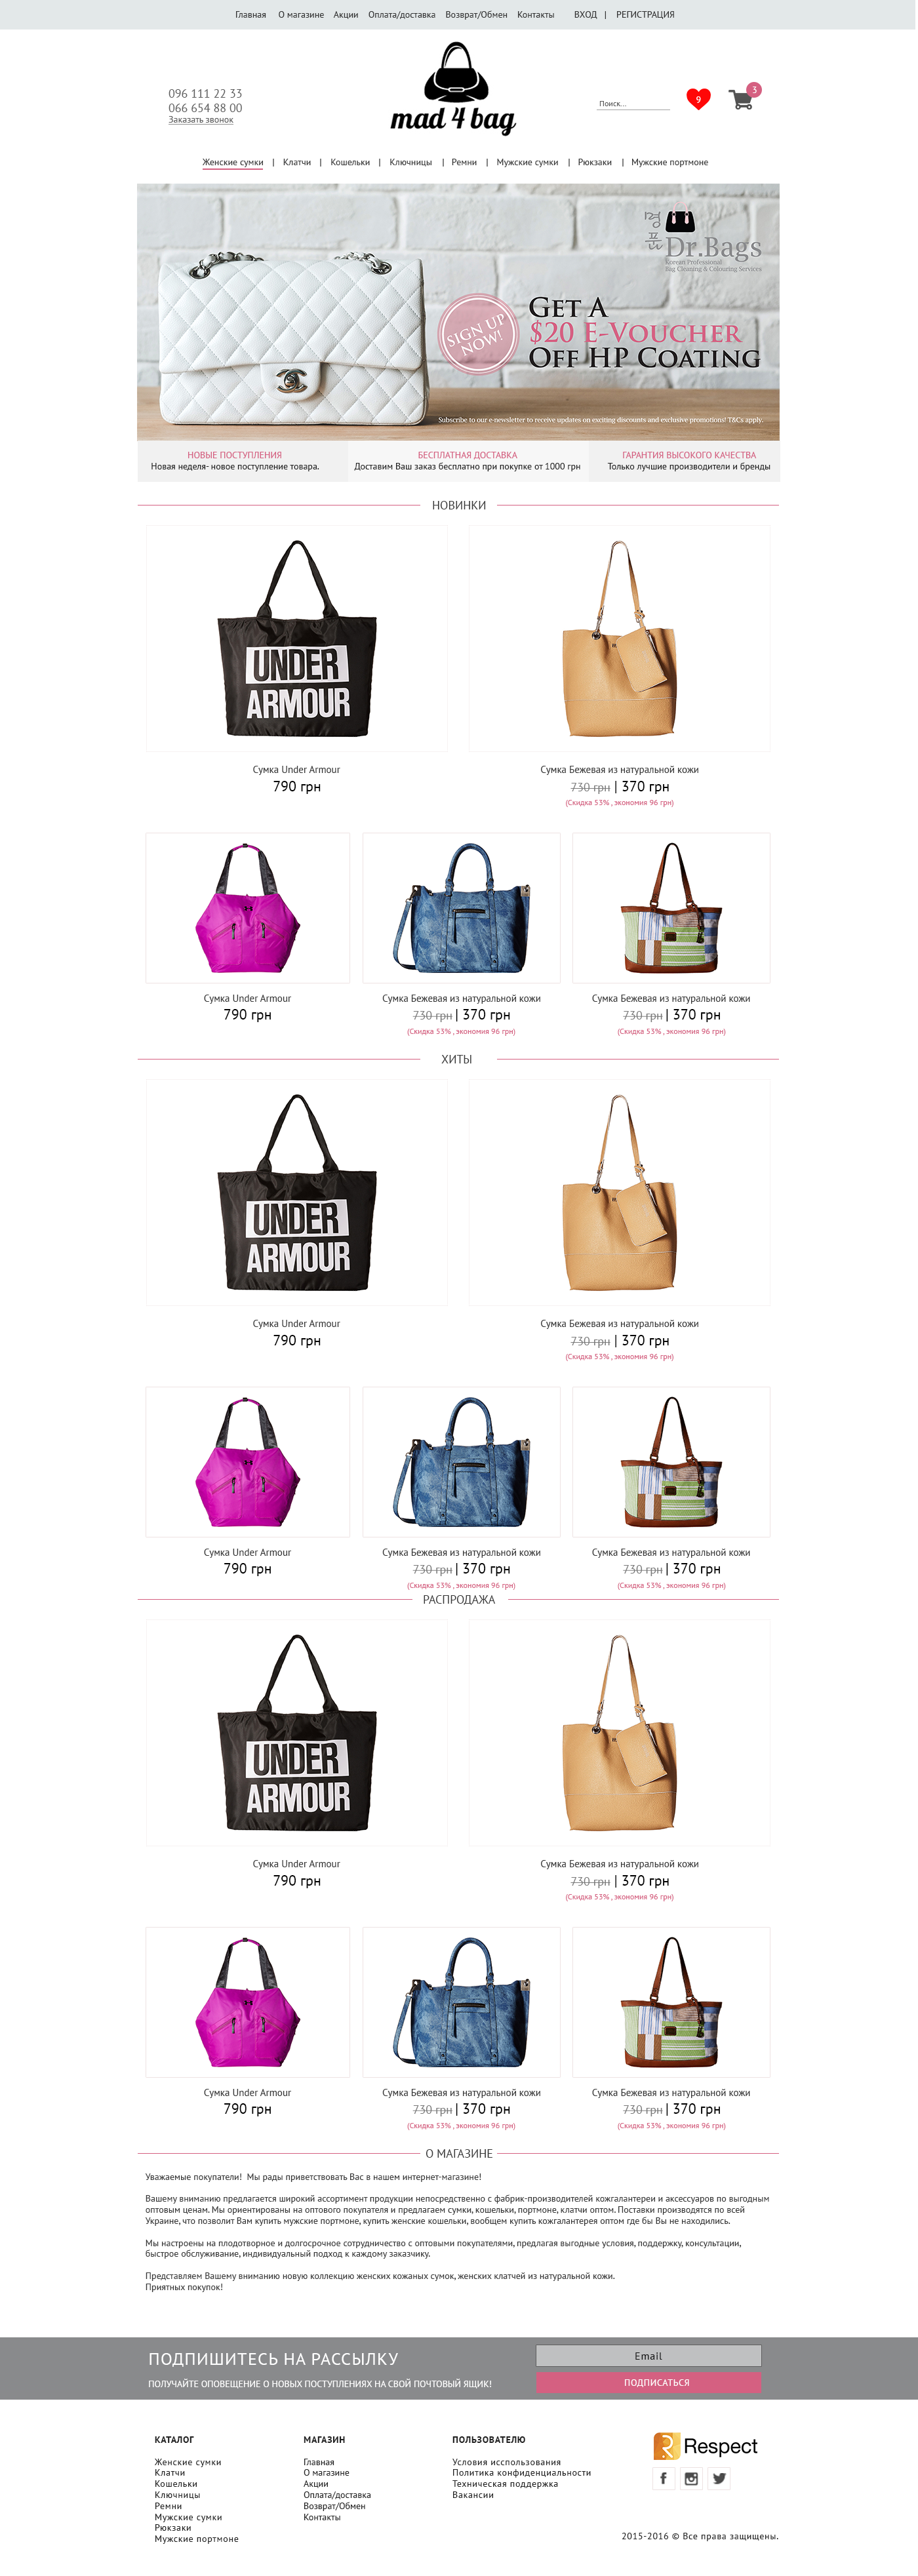 Главная О магазине Акции Оплата/доставка Возврат/Обмен Контакты ВХОД | РЕГИСТРАЦИЯ
096 111 22 33
066 654 88 00
Заказать звонок
mad 4 bag
Поиск...
9
3
Женские сумки | Клатчи | Кошельки | Ключницы | Ремни | Мужские сумки | Рюкзаки | Мужские портмоне
Dr.Bags
Korean Professional
Bag Cleaning & Colouring Services
SIGN UP
NOW!
GET A
$20 E-VOUCHER
OFF HP COATING
Subscribe to our e-newsletter to receive updates on exciting discounts and exclusive promotions! T&Cs apply.
НОВЫЕ ПОСТУПЛЕНИЯ
Новая неделя- новое поступление товара.
БЕСПЛАТНАЯ ДОСТАВКА
Доставим Ваш заказ бесплатно при покупке от 1000 грн
ГАРАНТИЯ ВЫСОКОГО КАЧЕСТВА
Только лучшие производители и бренды
НОВИНКИ
UNDER
ARMOUR
Сумка Under Armour
790 грн
Сумка Бежевая из натуральной кожи
730 грн | 370 грн
(Скидка 53% , экономия 96 грн)
Сумка Under Armour
790 грн
Сумка Бежевая из натуральной кожи
730 грн | 370 грн
(Скидка 53% , экономия 96 грн)
Сумка Бежевая из натуральной кожи
730 грн | 370 грн
(Скидка 53% , экономия 96 грн)
ХИТЫ
UNDER
ARMOUR
Сумка Under Armour
790 грн
Сумка Бежевая из натуральной кожи
730 грн | 370 грн
(Скидка 53% , экономия 96 грн)
Сумка Under Armour
790 грн
Сумка Бежевая из натуральной кожи
730 грн | 370 грн
(Скидка 53% , экономия 96 грн)
Сумка Бежевая из натуральной кожи
730 грн | 370 грн
(Скидка 53% , экономия 96 грн)
РАСПРОДАЖА
UNDER
ARMOUR
Сумка Under Armour
790 грн
Сумка Бежевая из натуральной кожи
730 грн | 370 грн
(Скидка 53% , экономия 96 грн)
Сумка Under Armour
790 грн
Сумка Бежевая из натуральной кожи
730 грн | 370 грн
(Скидка 53% , экономия 96 грн)
Сумка Бежевая из натуральной кожи
730 грн | 370 грн
(Скидка 53% , экономия 96 грн)
О МАГАЗИНЕ
Уважаемые покупатели! Мы рады приветствовать Вас в нашем интернет-магазине!
Вашему вниманию предлагается широкий ассортимент продукции непосредственно с фабрик-производителей кожгалантереи и аксессуаров по выгодным
оптовым ценам. Мы ориентированы на оптового покупателя и предлагаем сумки, кошельки, портмоне, клатчи оптом. Поставки производятся по всей
Украине, что позволит Вам купить мужские портмоне, купить женские кошельки, вообщем купить кожгалантерея оптом где бы Вы не находились.
Мы настроены на плодотворное и долгосрочное сотрудничество с оптовыми покупателями, предлагая выгодные условия, поддержку, консультации,
быстрое обслуживание, индивидуальный подход к каждому заказчику.
Представляем Вашему вниманию новую коллекцию женских кожаных сумок, женских клатчей из натуральной кожи.
Приятных покупок!
ПОДПИШИТЕСЬ НА РАССЫЛКУ
ПОЛУЧАЙТЕ ОПОВЕЩЕНИЕ О НОВЫХ ПОСТУПЛЕНИЯХ НА СВОЙ ПОЧТОВЫЙ ЯЩИК!
Email
ПОДПИСАТЬСЯ
КАТАЛОГ
Женские сумки
Клатчи
Кошельки
Ключницы
Ремни
Мужские сумки
Рюкзаки
Мужские портмоне
МАГАЗИН
Главная
О магазине
Акции
Оплата/доставка
Возврат/Обмен
Контакты
ПОЛЬЗОВАТЕЛЮ
Условия исспользования
Политика конфиденциальности
Техническая поддержка
Вакансии
Respect
2015-2016 © Все права защищены.